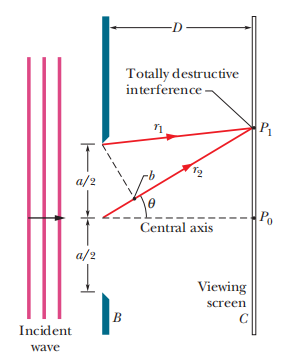 D
Totally destructive
interference
r1
P1
r2
a/2
b
θ
P0
Central axis
a/2
Viewing
screen
B
C
Incident
wave